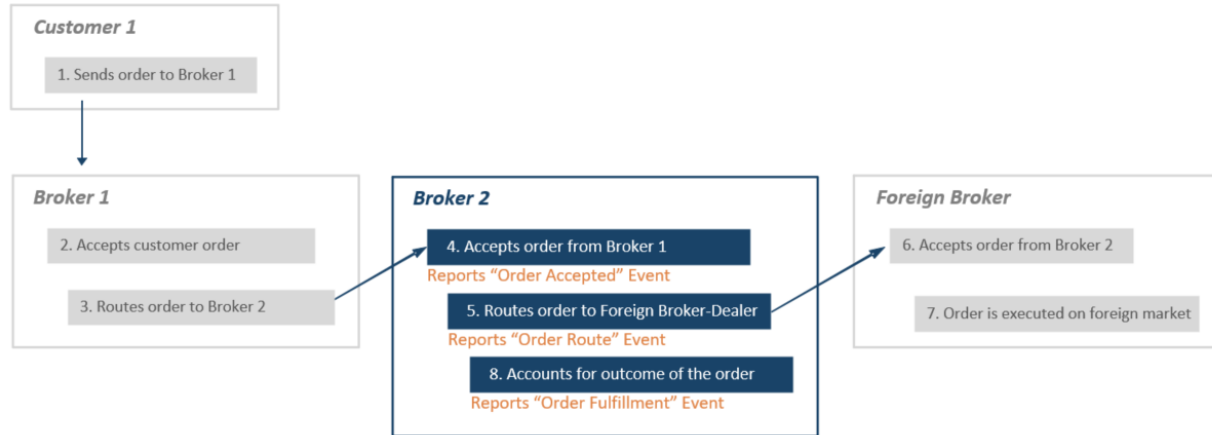 Customer 1
1. Sends order to Broker 1
Broker 1
2. Accepts customer order
3. Routes order to Broker 2
Broker 2
4. Accepts order from Broker 1
Reports “Order Accepted” Event
5. Routes order to Foreign Broker-Dealer
Reports “Order Route” Event
8. Accounts for outcome of the order
Reports “Order Fulfillment” Event
Foreign Broker
6. Accepts order from Broker 2
7. Order is executed on foreign market